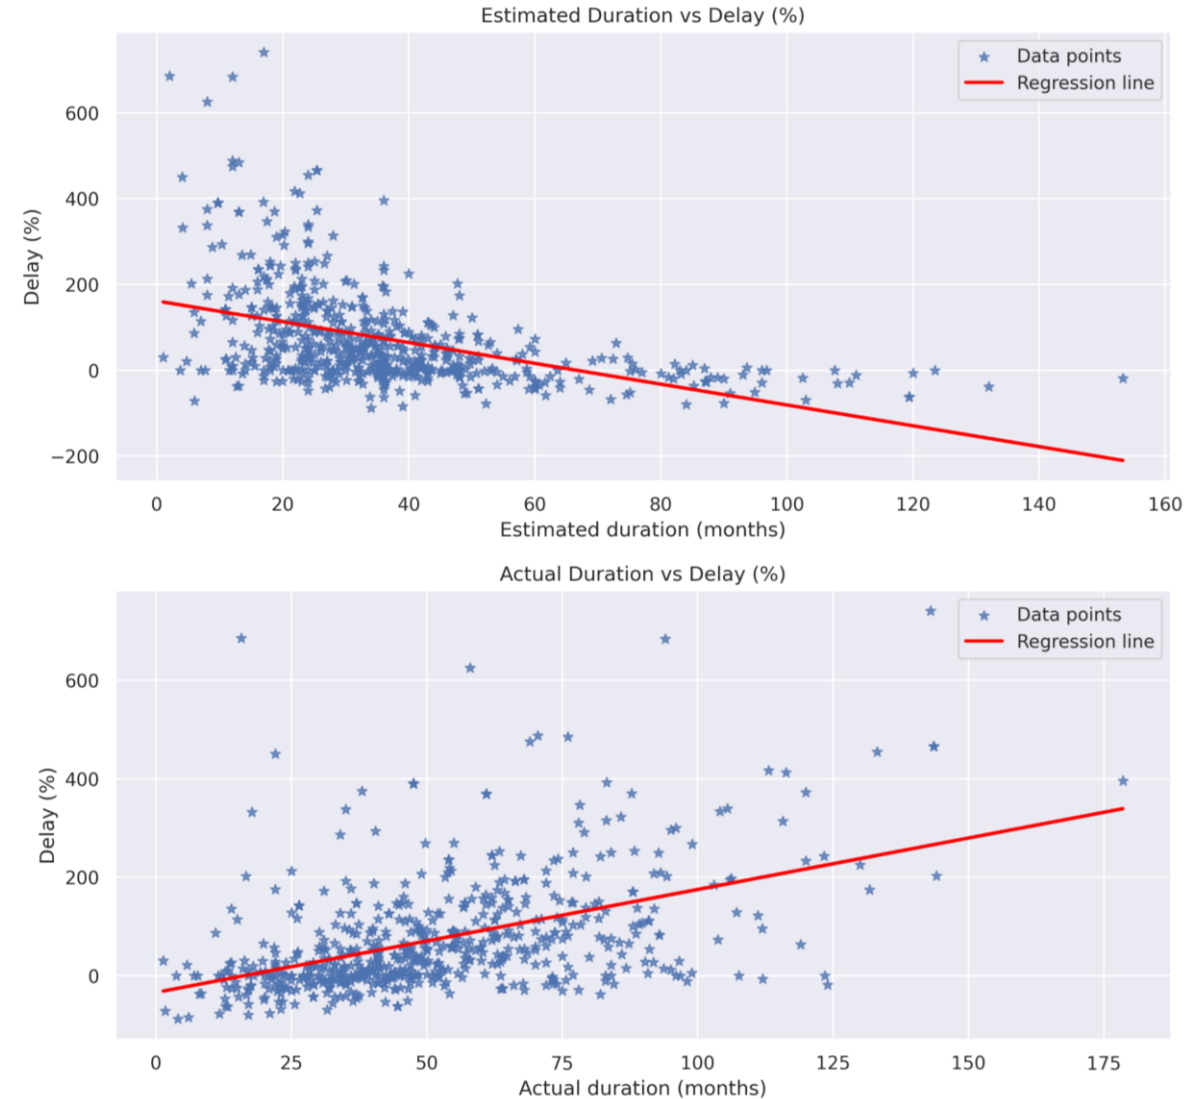 Estimated Duration vs Delay (%)
Data points
Regression line
600
400
200
0
−200
Delay (%)
0 20 40 60 80 100 120 140 160
Estimated duration (months)
Actual Duration vs Delay (%)
Data points
Regression line
600
400
200
0
Delay (%)
0 25 50 75 100 125 150 175
Actual duration (months)